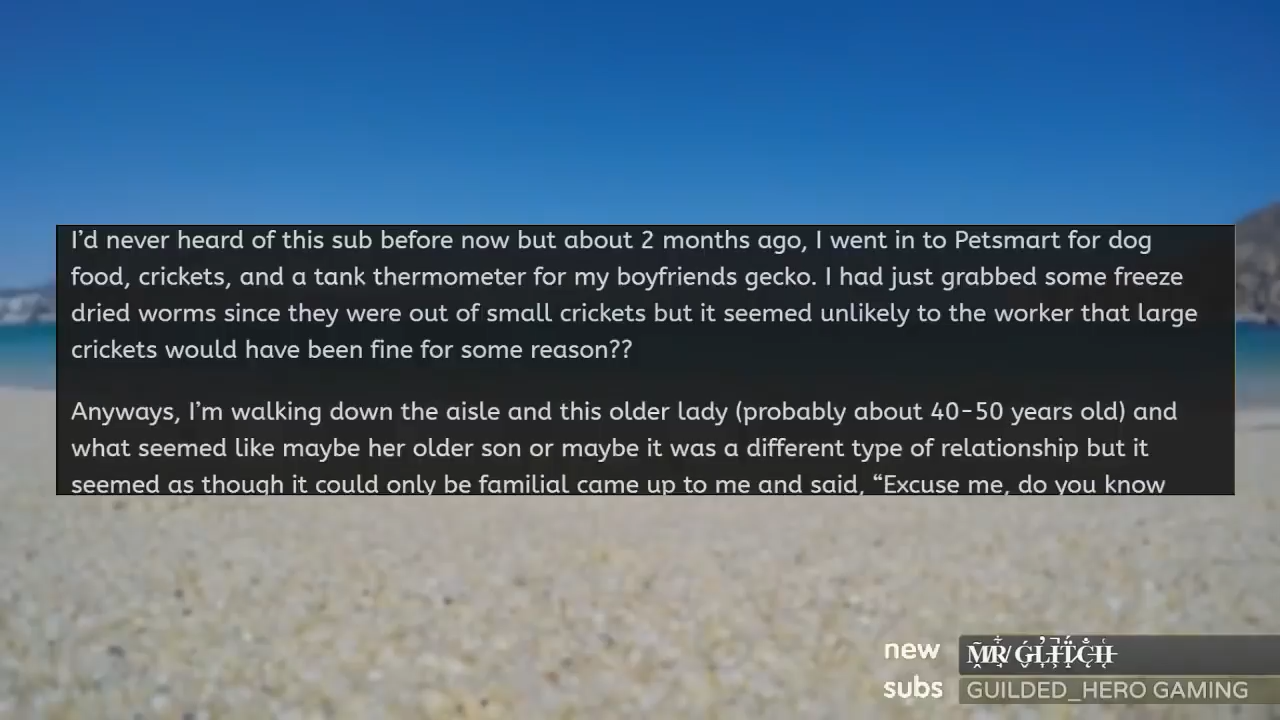 I’d never heard of this sub before now but about 2 months ago, I went in to Petsmart for dog
food, crickets, and a tank thermometer for my boyfriends gecko. I had just grabbed some freeze
dried worms since they were out of small crickets but it seemed unlikely to the worker that large
crickets would have been fine for some reason??
Anyways, I’m walking down the aisle and this older lady (probably about 40-50 years old) and
what seemed like maybe her older son or maybe it was a different type of relationship but it
seemed as though it could only be familial came up to me and said, “Excuse me, do you know
new
MR GLITCH
subs
GUILDED_HERO GAMING